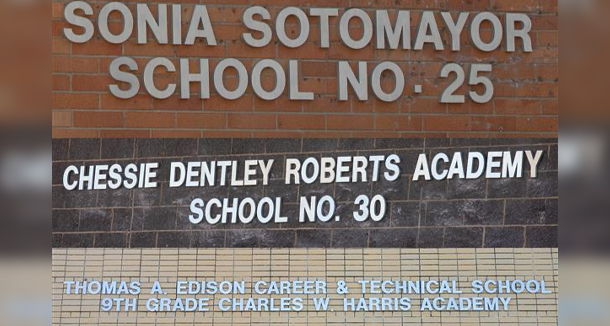 SONIA SOTOMAYOR
SCHOOL NO. 25
CHESSIE DENTLEY ROBERTS ACADEMY
SCHOOL NO. 30
THOMAS A. EDISON CAREER & TECHNICAL SCHOOL
9TH GRADE CHARLES W. HARRIS ACADEMY